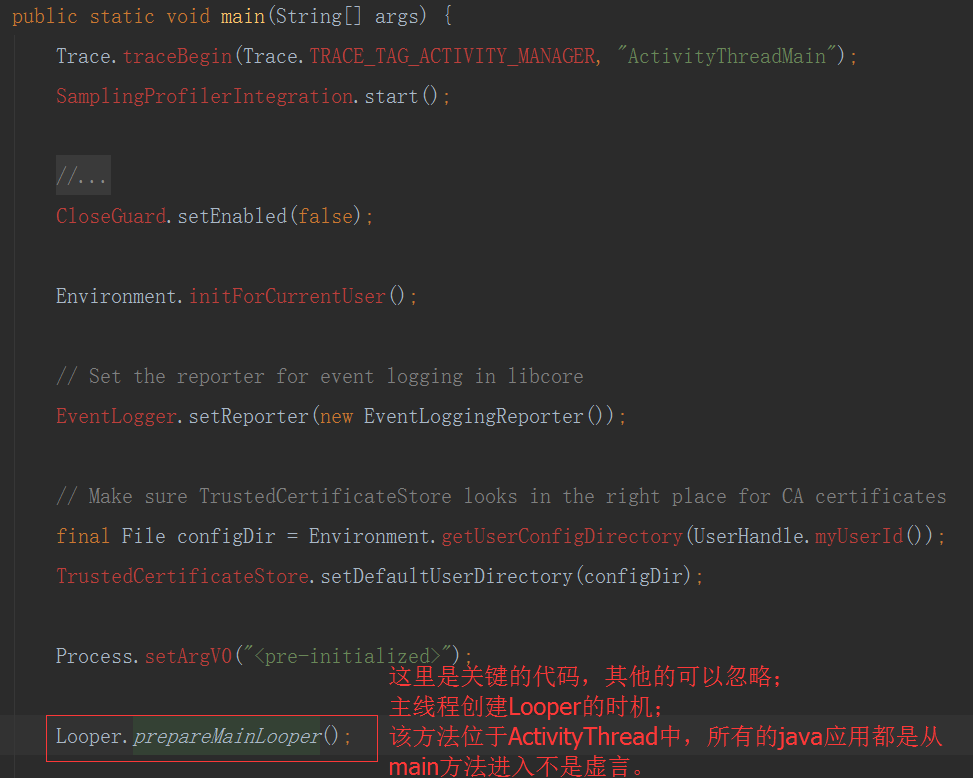 public static void main(String[] args) {
Trace.traceBegin(Trace.TRACE_TAG_ACTIVITY_MANAGER, "ActivityThreadMain");
SamplingProfilerIntegration.start();
//...
CloseGuard.setEnabled(false);
Environment.initForCurrentUser();
// Set the reporter for event logging in libcore
EventLogger.setReporter(new EventLoggingReporter());
// Make sure TrustedCertificateStore looks in the right place for CA certificates
final File configDir = Environment.getUserConfigDirectory(UserHandle.myUserId());
TrustedCertificateStore.setDefaultUserDirectory(configDir);
Process.setArgV0("<pre-initialized>");
这里是关键的代码，其他的可以忽略；
主线程创建Looper的时机；
Looper.prepareMainLooper();
该方法位于ActivityThread中，所有的java应用都是从
main方法进入不是虚言。